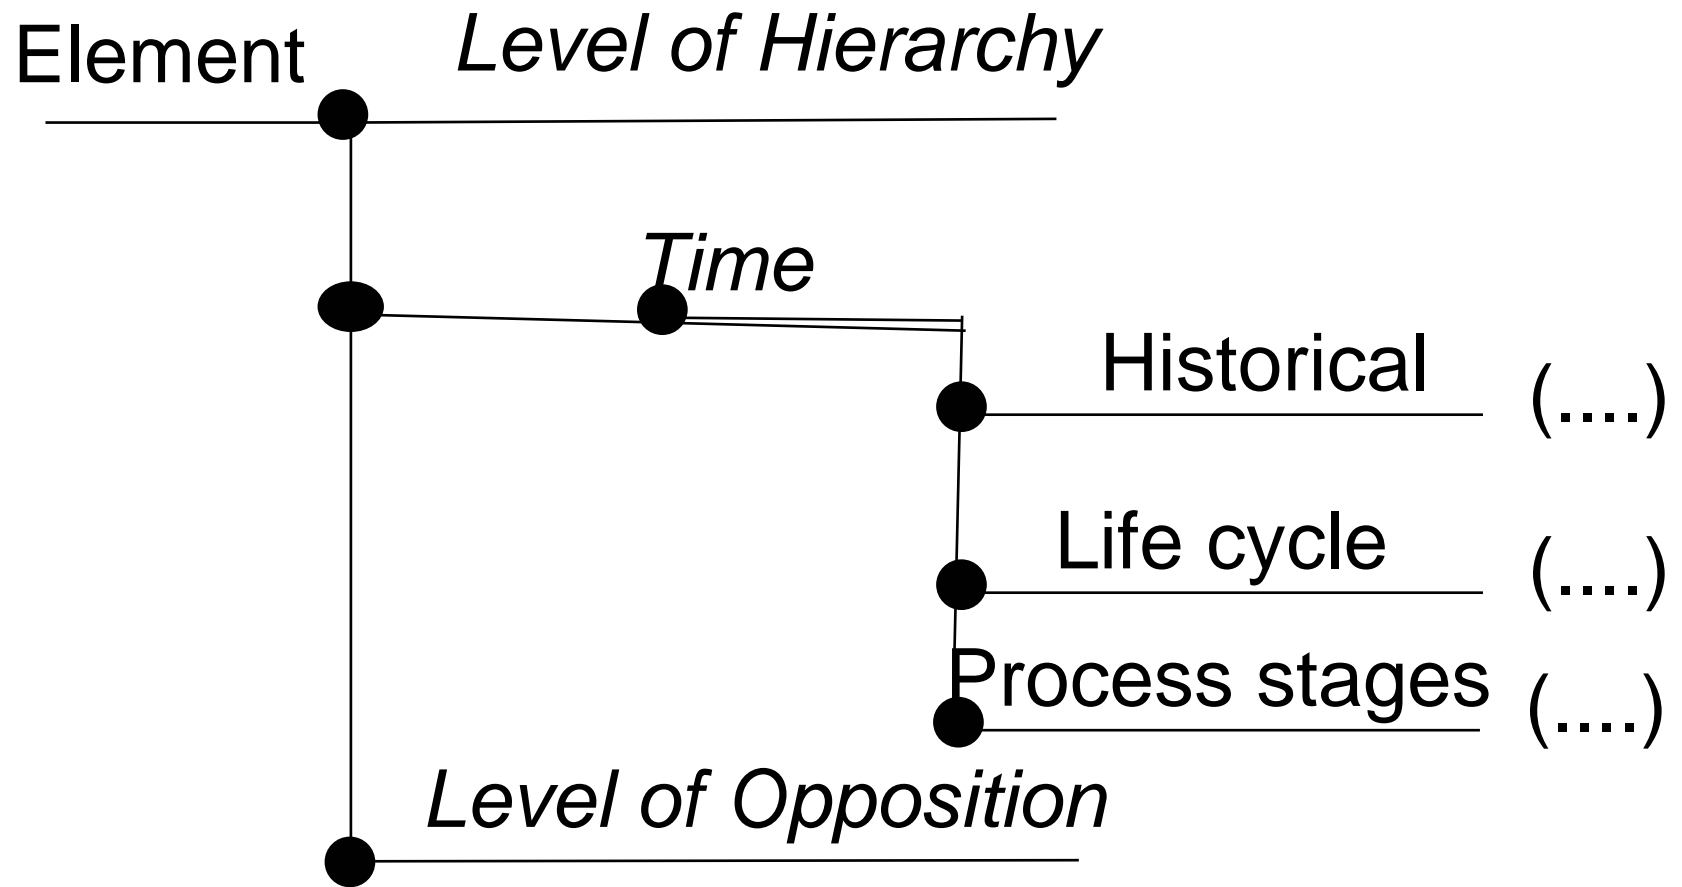 Element
Level of Hierarchy
Time
Historical (....)
Life cycle (....)
Process stages (....)
Level of Opposition